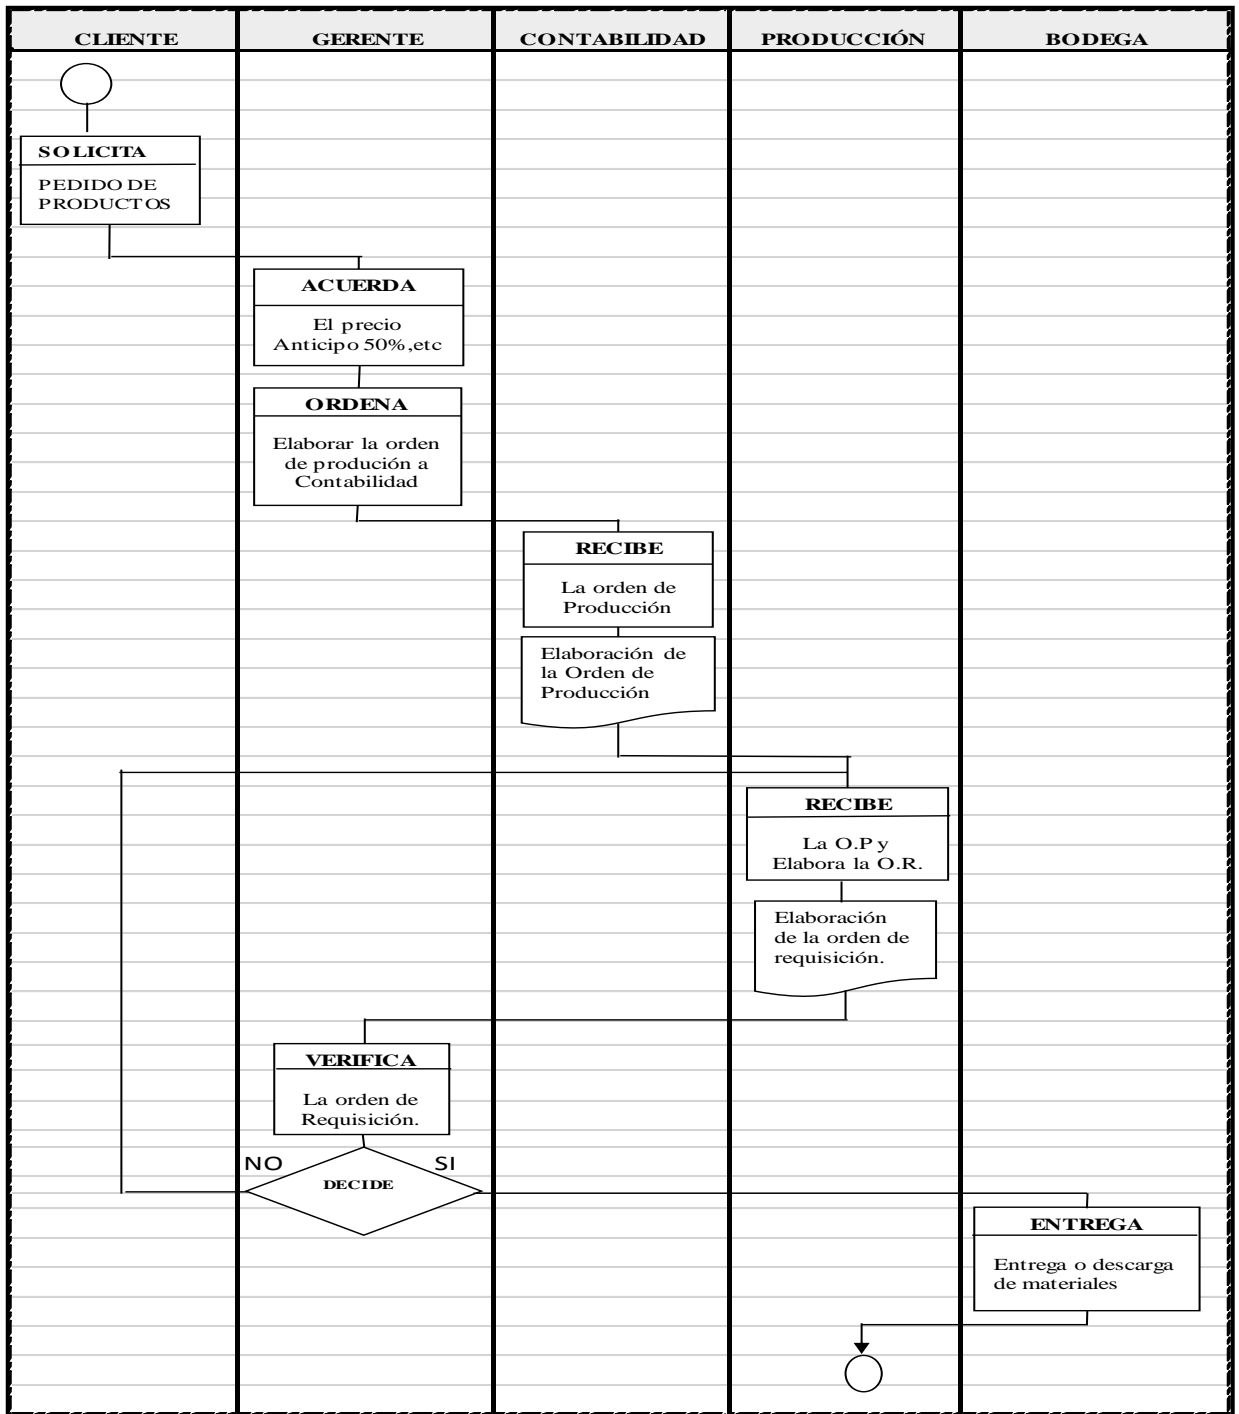 CLIENTE GERENTE CONTABILIDAD PRODUCCIÓN BODEGA
SOLICITA
PEDIDO DE
PRODUCTOS
ACUERDA
El precio
Anticipo 50%,etc
ORDENA
Elaborar la orden
de produción a
Contabilidad
RECIBE
La orden de
Producción
Elaboración de
la Orden de
Producción
RECIBE
La O.P y
Elabora la O.R.
Elaboración
de la orden de
requisición.
VERIFICA
La orden de
Requisición.
NO SI
DECIDE
ENTREGA
Entrega o descarga
de materiales